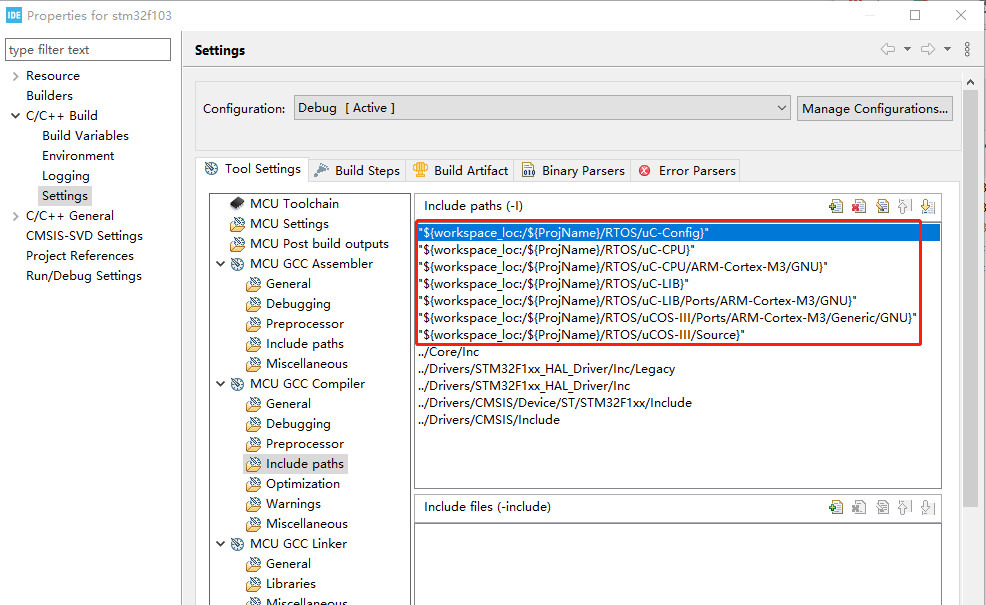 IDE Properties for stm32f103
type filter text
Resource
Builders
C/C++ Build
Build Variables
Environment
Logging
Settings
C/C++ General
CMSIS-SVD Settings
Project References
Run/Debug Settings
Settings
Configuration: Debug [ Active ] Manage Configurations...
Tool Settings Build Steps Build Artifact Binary Parsers Error Parsers
MCU Toolchain
MCU Settings
MCU Post build outputs
MCU GCC Assembler
General
Debugging
Preprocessor
Include paths
Miscellaneous
MCU GCC Compiler
General
Debugging
Preprocessor
Include paths
Optimization
Warnings
Miscellaneous
MCU GCC Linker
General
Libraries
Miscellaneous
Include paths (-I)
"${workspace_loc:/${ProjName}/RTOS/uC-Config}"
"${workspace_loc:/${ProjName}/RTOS/uC-CPU}"
"${workspace_loc:/${ProjName}/RTOS/uC-CPU/ARM-Cortex-M3/GNU}"
"${workspace_loc:/${ProjName}/RTOS/uC-LIB}"
"${workspace_loc:/${ProjName}/RTOS/uC-LIB/Ports/ARM-Cortex-M3/GNU}"
"${workspace_loc:/${ProjName}/RTOS/uCOS-III/Ports/ARM-Cortex-M3/Generic/GNU}"
"${workspace_loc:/${ProjName}/RTOS/uCOS-III/Source}"
../Core/Inc
../Drivers/STM32F1xx_HAL_Driver/Inc/Legacy
../Drivers/STM32F1xx_HAL_Driver/Inc
../Drivers/CMSIS/Device/ST/STM32F1xx/Include
../Drivers/CMSIS/Include
Include files (-include)